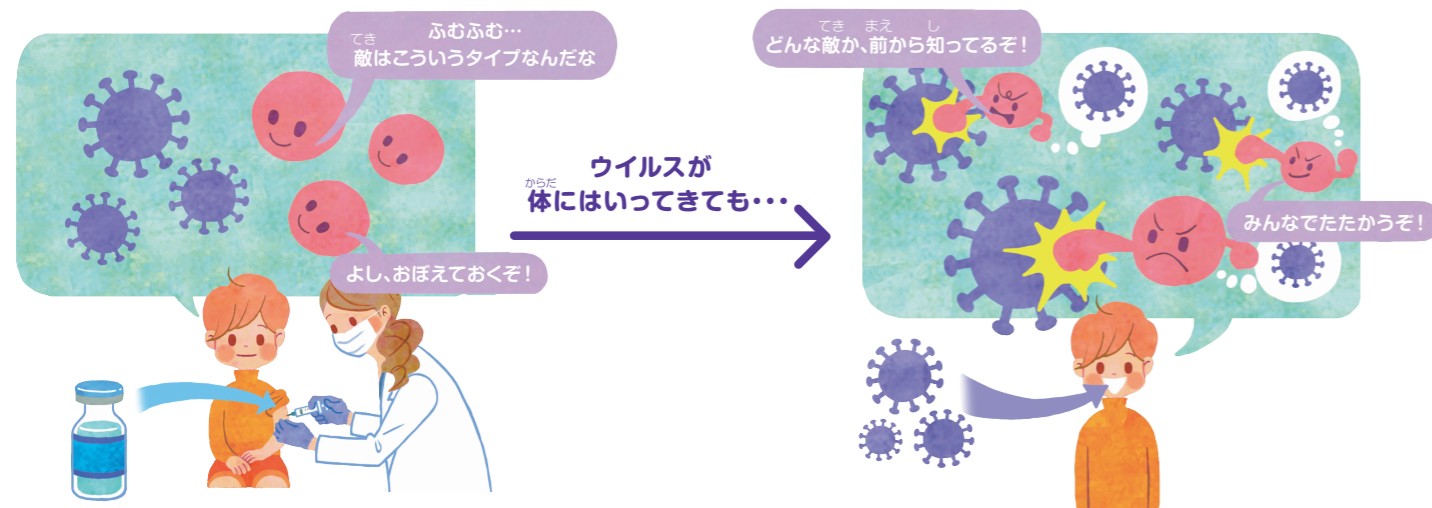 ふむふむ…
てき
敵はこういうタイプなんだな
よし、おぼえておくぞ！
ウイルスが
からだ
体にはいってきても・・・
てき まえ し
どんな敵か、前から知ってるぞ！
みんなでたたかうぞ！